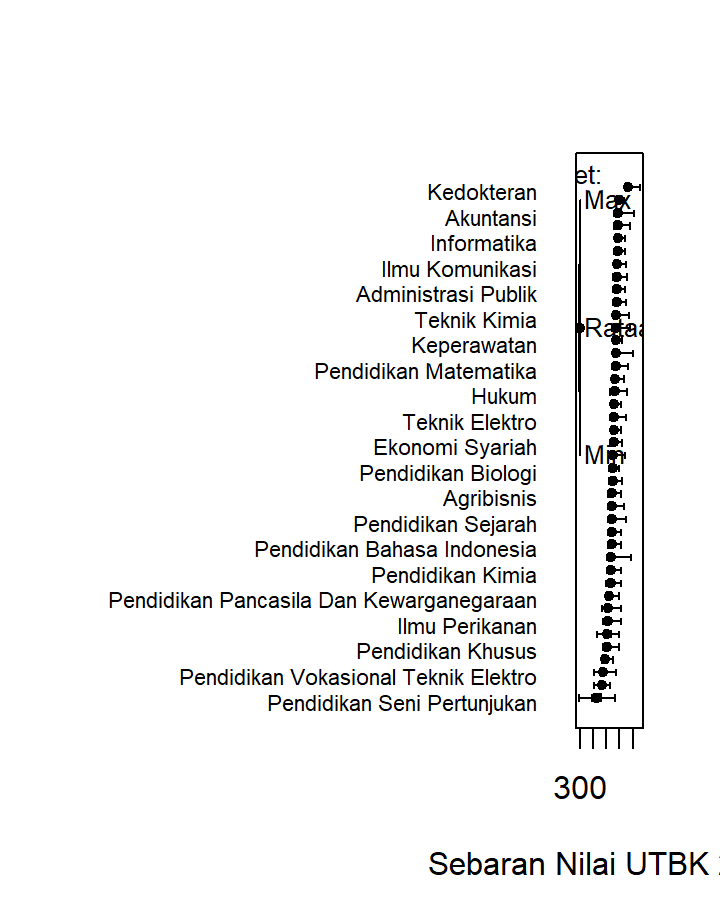 et:
Kedokteran
Max
Akuntansi
Informatika
Ilmu Komunikasi
Administrasi Publik
Teknik Kimia
Rataa
Keperawatan
Pendidikan Matematika
Hukum
Teknik Elektro
Ekonomi Syariah
Min
Pendidikan Biologi
Agribisnis
Pendidikan Sejarah
Pendidikan Bahasa Indonesia
Pendidikan Kimia
Pendidikan Pancasila Dan Kewarganegaraan
Ilmu Perikanan
Pendidikan Khusus
Pendidikan Vokasional Teknik Elektro
Pendidikan Seni Pertunjukan
300
Sebaran Nilai UTBK